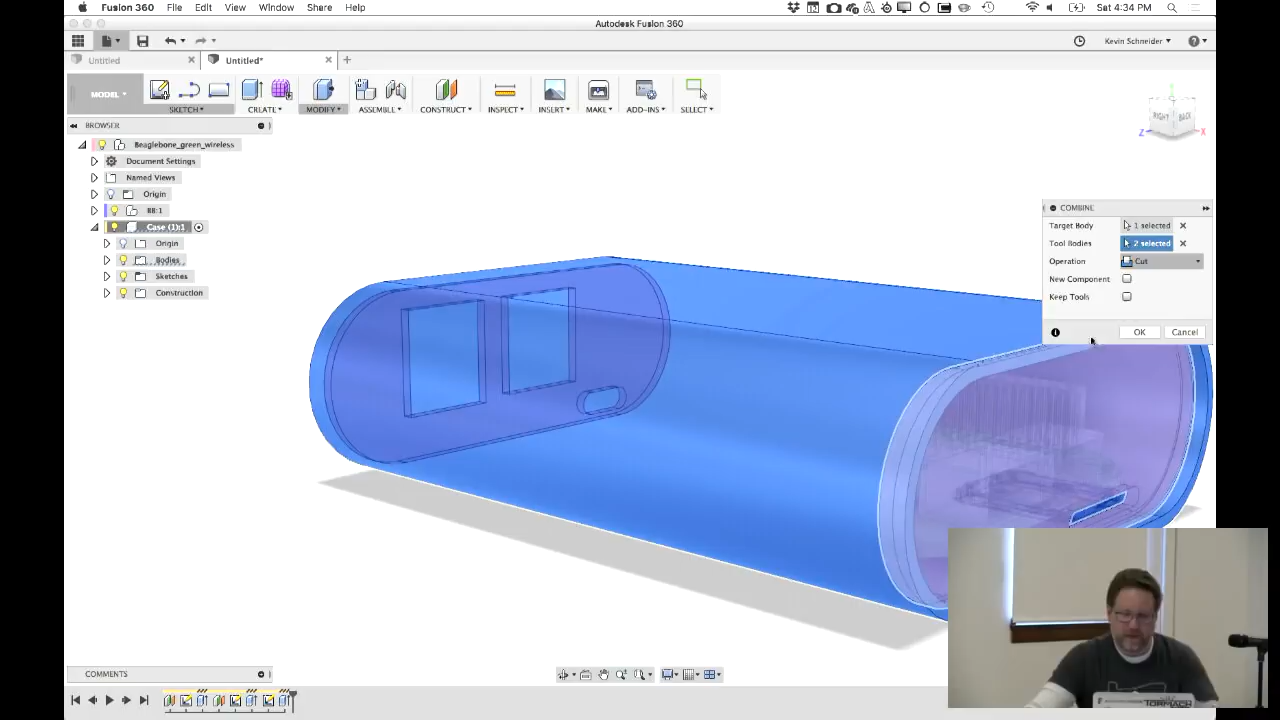 Fusion 360 File Edit View Window Share Help Sat 4:34 PM
Autodesk Fusion 360
Kevin Schneider
Untitled Untitled*
MODEL SKETCH CREATE MODIFY ASSEMBLE CONSTRUCT INSPECT INSERT MAKE ADD-INS SELECT
BROWSER
RIGHT BACK
Z X
Beaglebone_green_wireless
Document Settings
Named Views
Origin
BB:1
Case (1):1
Origin
Bodies
Sketches
Construction
COMBINE
Target Body 1 selected
Tool Bodies 2 selected
Operation Cut
New Component
Keep Tools
OK Cancel
COMMENTS
TORMACH